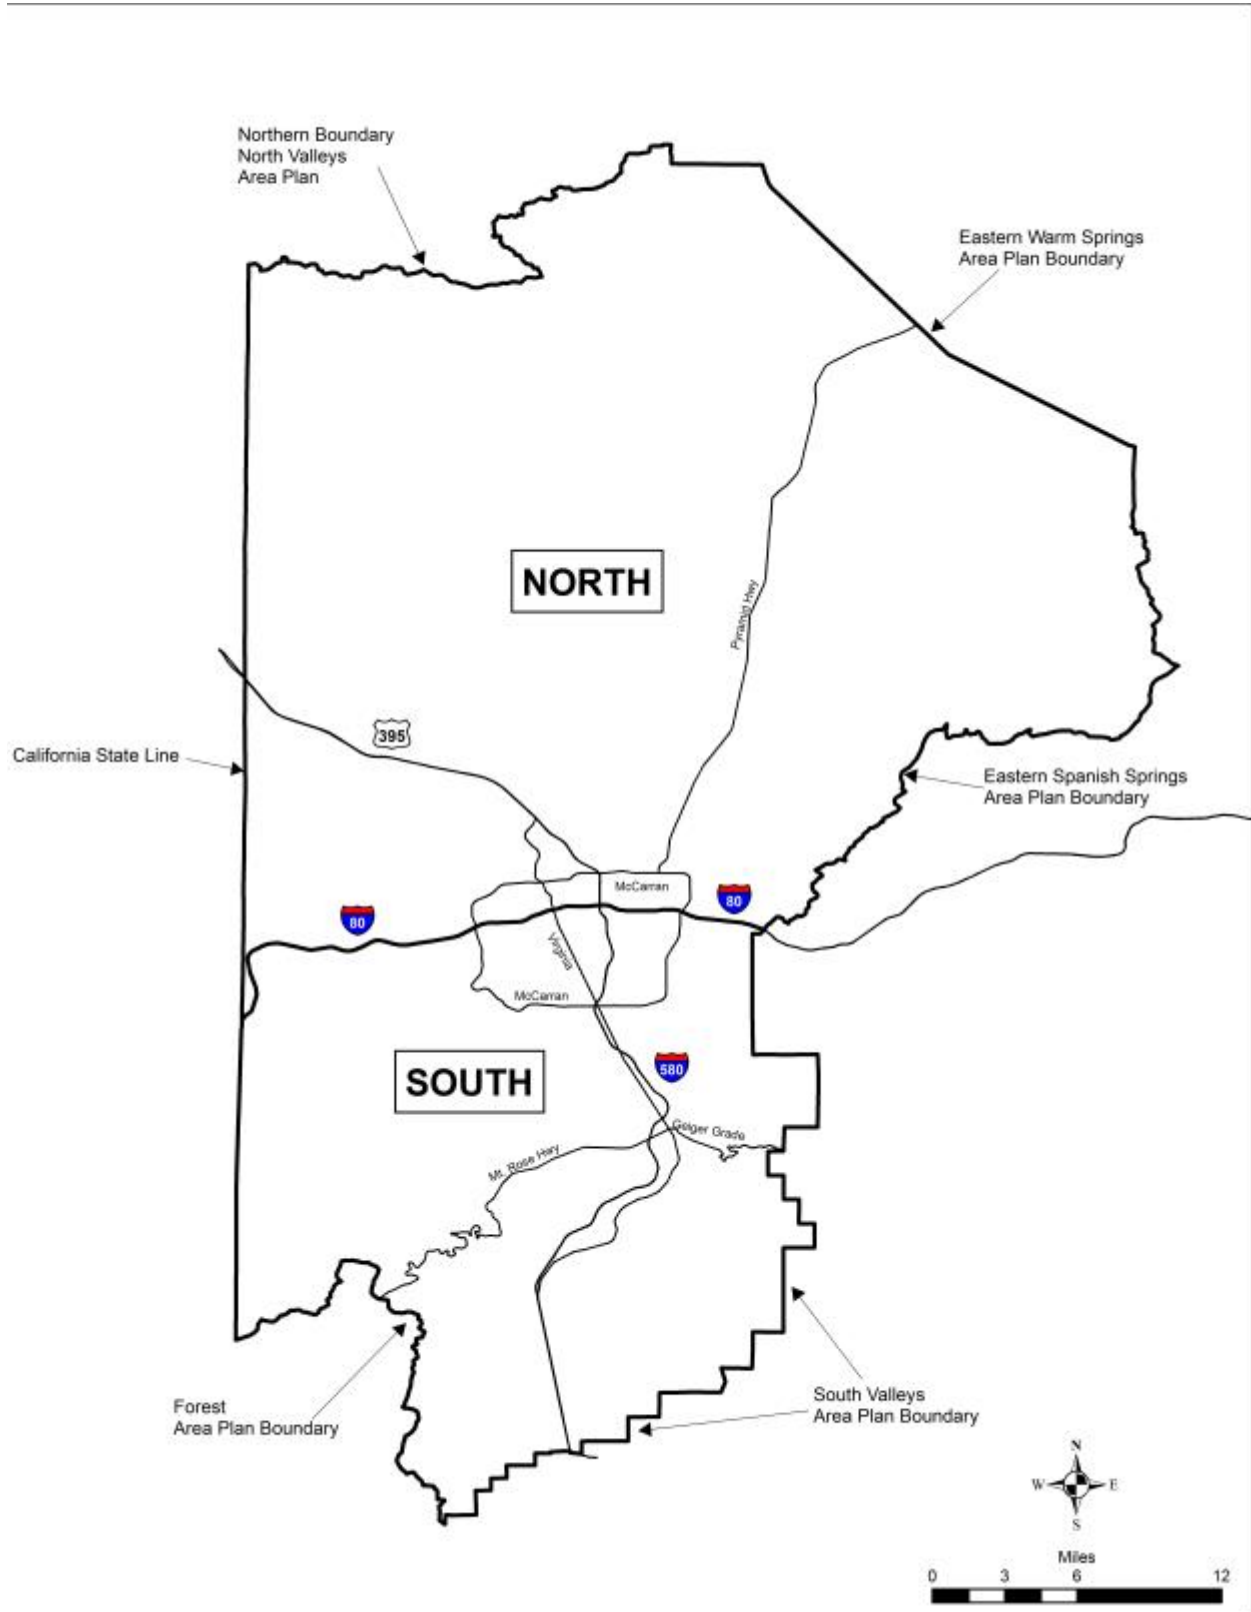 Northern Boundary
North Valleys
Area Plan
Eastern Warm Springs
Area Plan Boundary
NORTH
Pyramid Hwy
395
California State Line
Eastern Spanish Springs
Area Plan Boundary
McCarran
80
80
Virginia
McCarran
SOUTH
580
Geiger Grade
Mt. Rose Hwy
South Valleys
Area Plan Boundary
Forest
Area Plan Boundary
N
W E
S
Miles
0 3 6 12